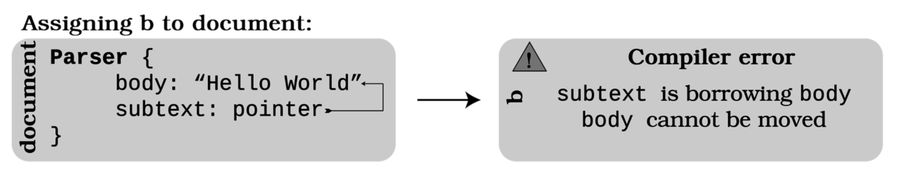 Assigning b to document:
document
Parser {
body: “Hello World”
subtext: pointer
}
!
b
Compiler error
subtext is borrowing body
body cannot be moved